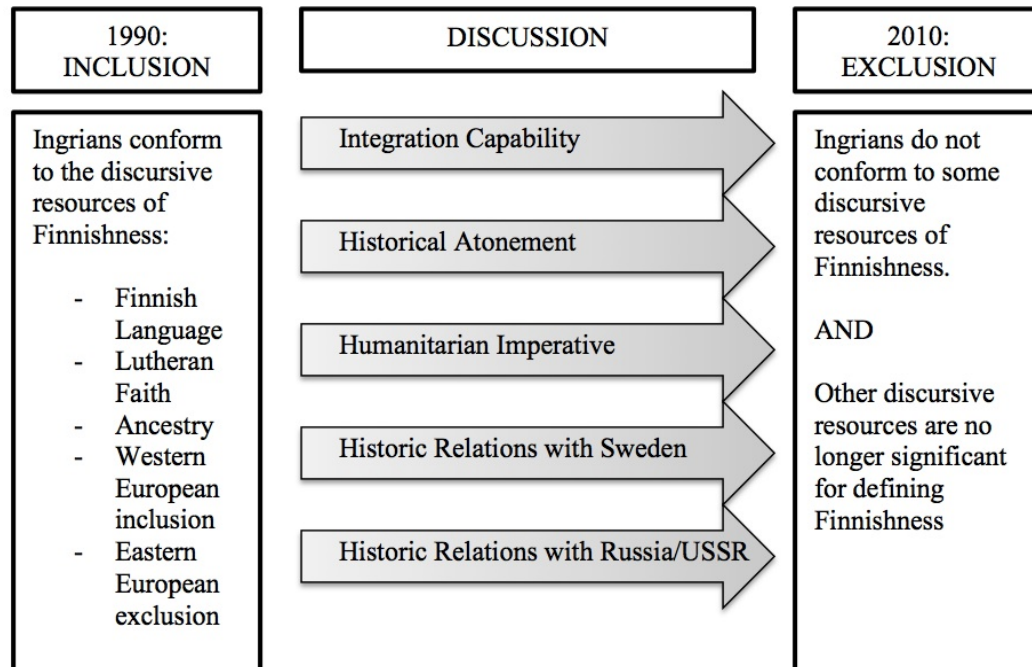 1990:
INCLUSION
Ingrians conform
to the discursive
resources of
Finnishness:
- Finnish
Language
- Lutheran
Faith
- Ancestry
- Western
European
inclusion
- Eastern
European
exclusion
DISCUSSION
Integration Capability
Historical Atonement
Humanitarian Imperative
Historic Relations with Sweden
Historic Relations with Russia/USSR
2010:
EXCLUSION
Ingrians do not
conform to some
discursive
resources of
Finnishness.
AND
Other discursive
resources are no
longer significant
for defining
Finnishness